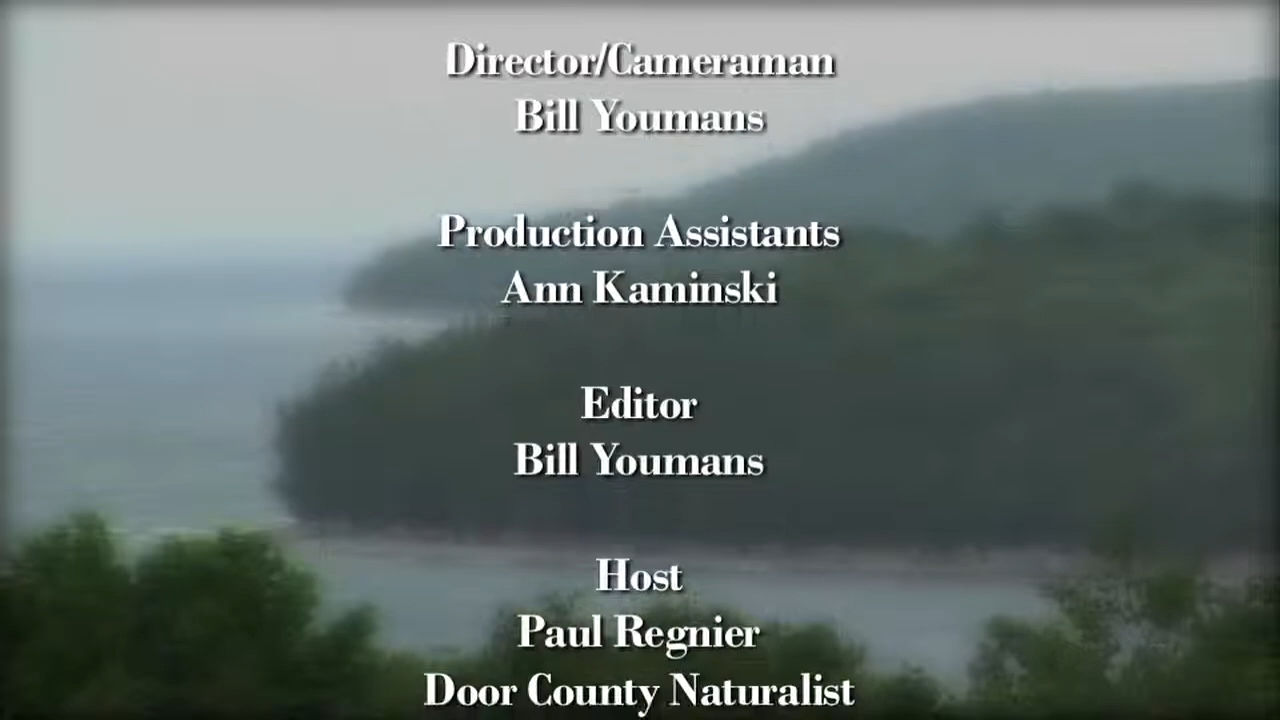 Director/Cameraman
Bill Youmans
Production Assistants
Ann Kaminski
Editor
Bill Youmans
Host
Paul Regnier
Door County Naturalist